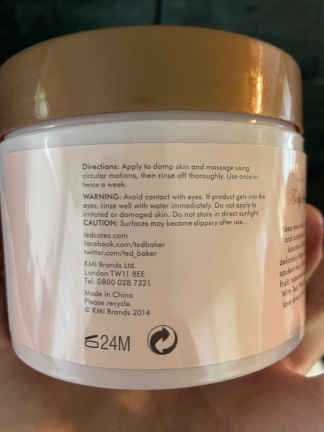 Directions: Apply to damp skin and massage using
circular motions, then rinse off thoroughly. Use once or
twice a week.
WARNING: Avoid contact with eyes. If product gets into the
eyes, rinse well with water immediately. Do not apply to
irritated or damaged skin. Do not store in direct sunlight.
CAUTION: Surfaces may become slippery after use.
tedcotes.com
facebook.com/tedbaker
twitter.com/ted_baker
KMI Brands Ltd.
London TW11 8EE
Tel: 0800 028 7321
Made in China
Please recycle.
© KMI Brands 2014
24M